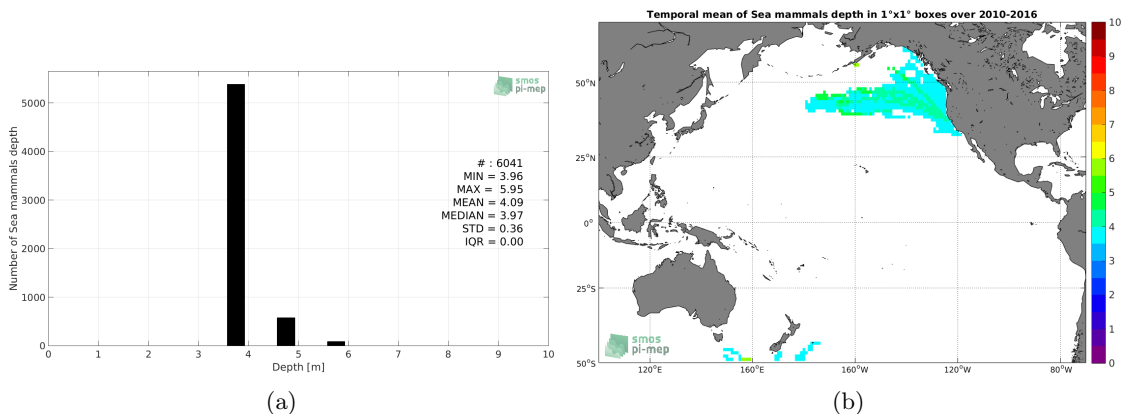 smos
pi-mep
Number of Sea mammals depth
5000
4000
3000
2000
1000
0
# : 6041
MIN = 3.96
MAX = 5.95
MEAN = 4.09
MEDIAN = 3.97
STD = 0.36
IQR = 0.00
0 1 2 3 4 5 6 7 8 9 10
Depth [m]
(a)
Temporal mean of Sea mammals depth in 1°x1° boxes over 2010-2016
50°N
25°N
0°
25°S
50°S
smos
pi-mep
120°E 160°E 160°W 120°W 80°W
10
9
8
7
6
5
4
3
2
1
0
(b)